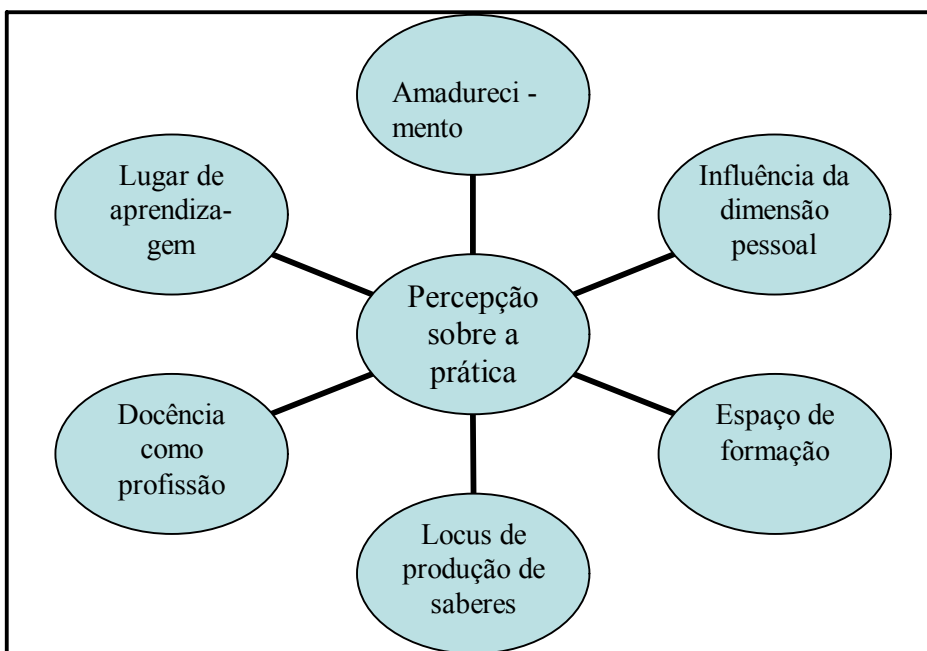 Amadureci -
mento
Lugar de
aprendiza-
gem
Influência da
dimensão
pessoal
Percepção
sobre a
prática
Docência
como
profissão
Espaço de
formação
Locus de
produção de
saberes